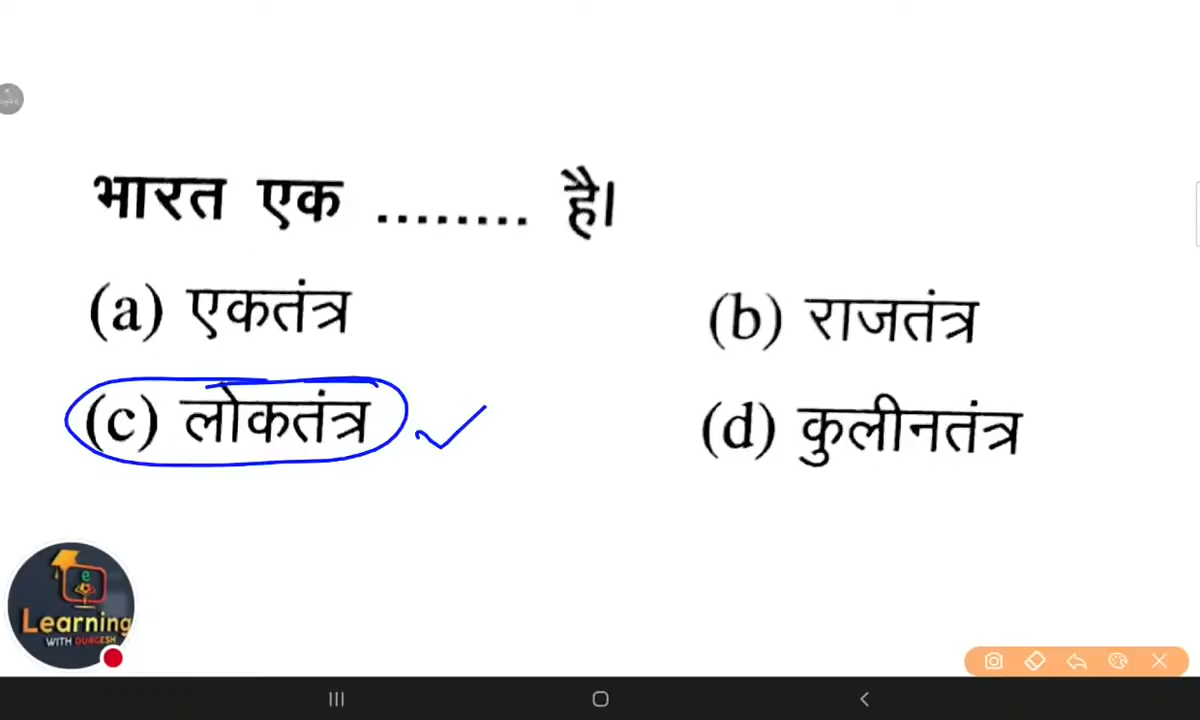 भारत एक ........ है।
(a) एकतंत्र
(b) राजतंत्र
(c) लोकतंत्र
(d) कुलीनतंत्र
e
Learning
WITH DURGESH